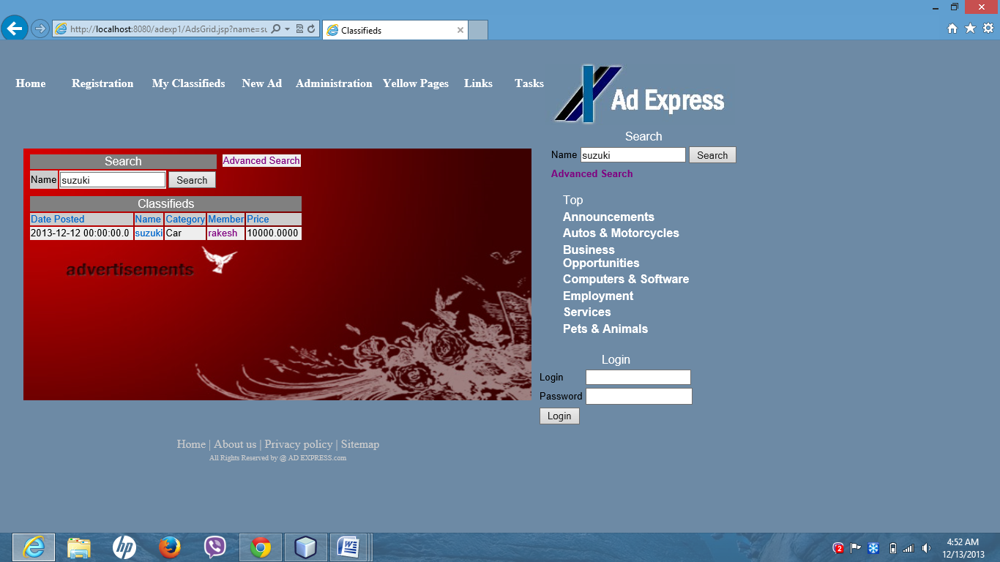 http://localhost:8080/adexp1/AdsGrid.jsp?name=su
Classifieds
Home Registration My Classifieds New Ad Administration Yellow Pages Links Tasks
Ad Express
Search
Name suzuki Search
Advanced Search
Search Advanced Search
Name suzuki Search
Classifieds
Date Posted Name Category Member Price
2013-12-12 00:00:00.0 suzuki Car rakesh 10000.0000
advertisements
Top
Announcements
Autos & Motorcycles
Business
Opportunities
Computers & Software
Employment
Services
Pets & Animals
Login
Login
Password
Login
Home | About us | Privacy policy | Sitemap
All Rights Reserved by @ AD EXPRESS.com
hp
W
2
4:52 AM
12/13/2013